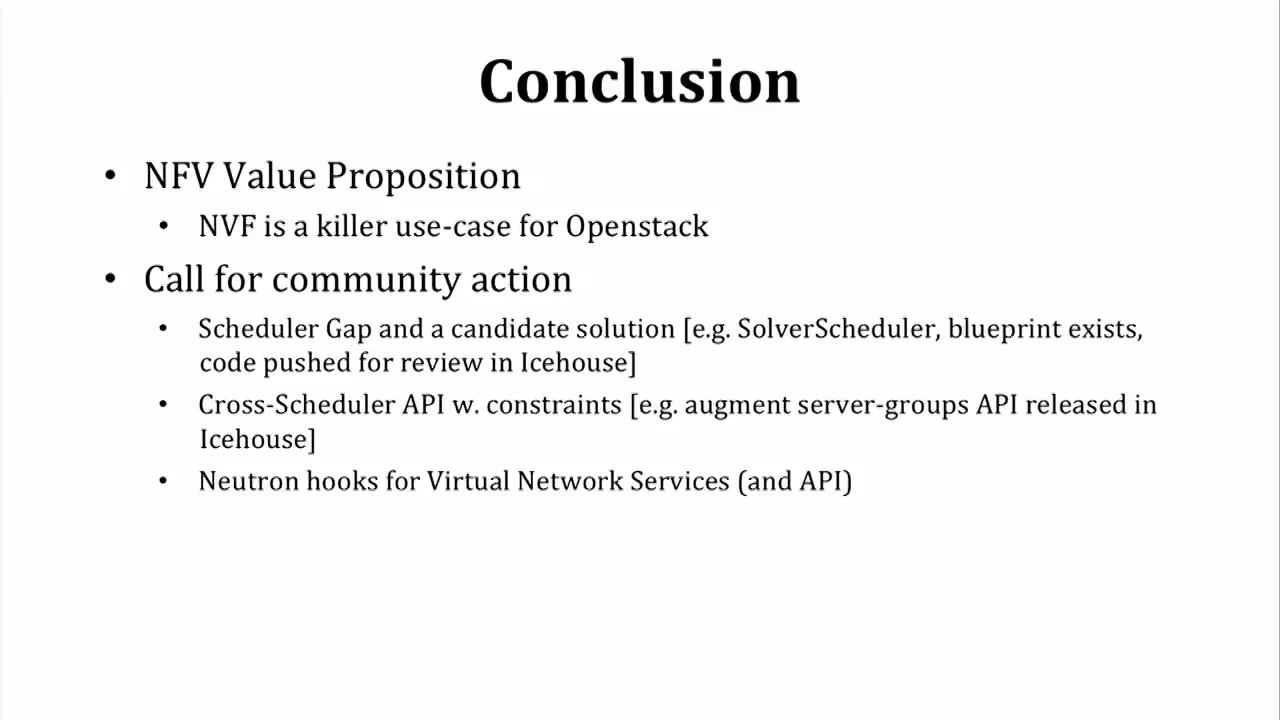 Conclusion
• NFV Value Proposition
• NVF is a killer use-case for Openstack
• Call for community action
• Scheduler Gap and a candidate solution [e.g. SolverScheduler, blueprint exists,
code pushed for review in Icehouse]
• Cross-Scheduler API w. constraints [e.g. augment server-groups API released in
Icehouse]
• Neutron hooks for Virtual Network Services (and API)